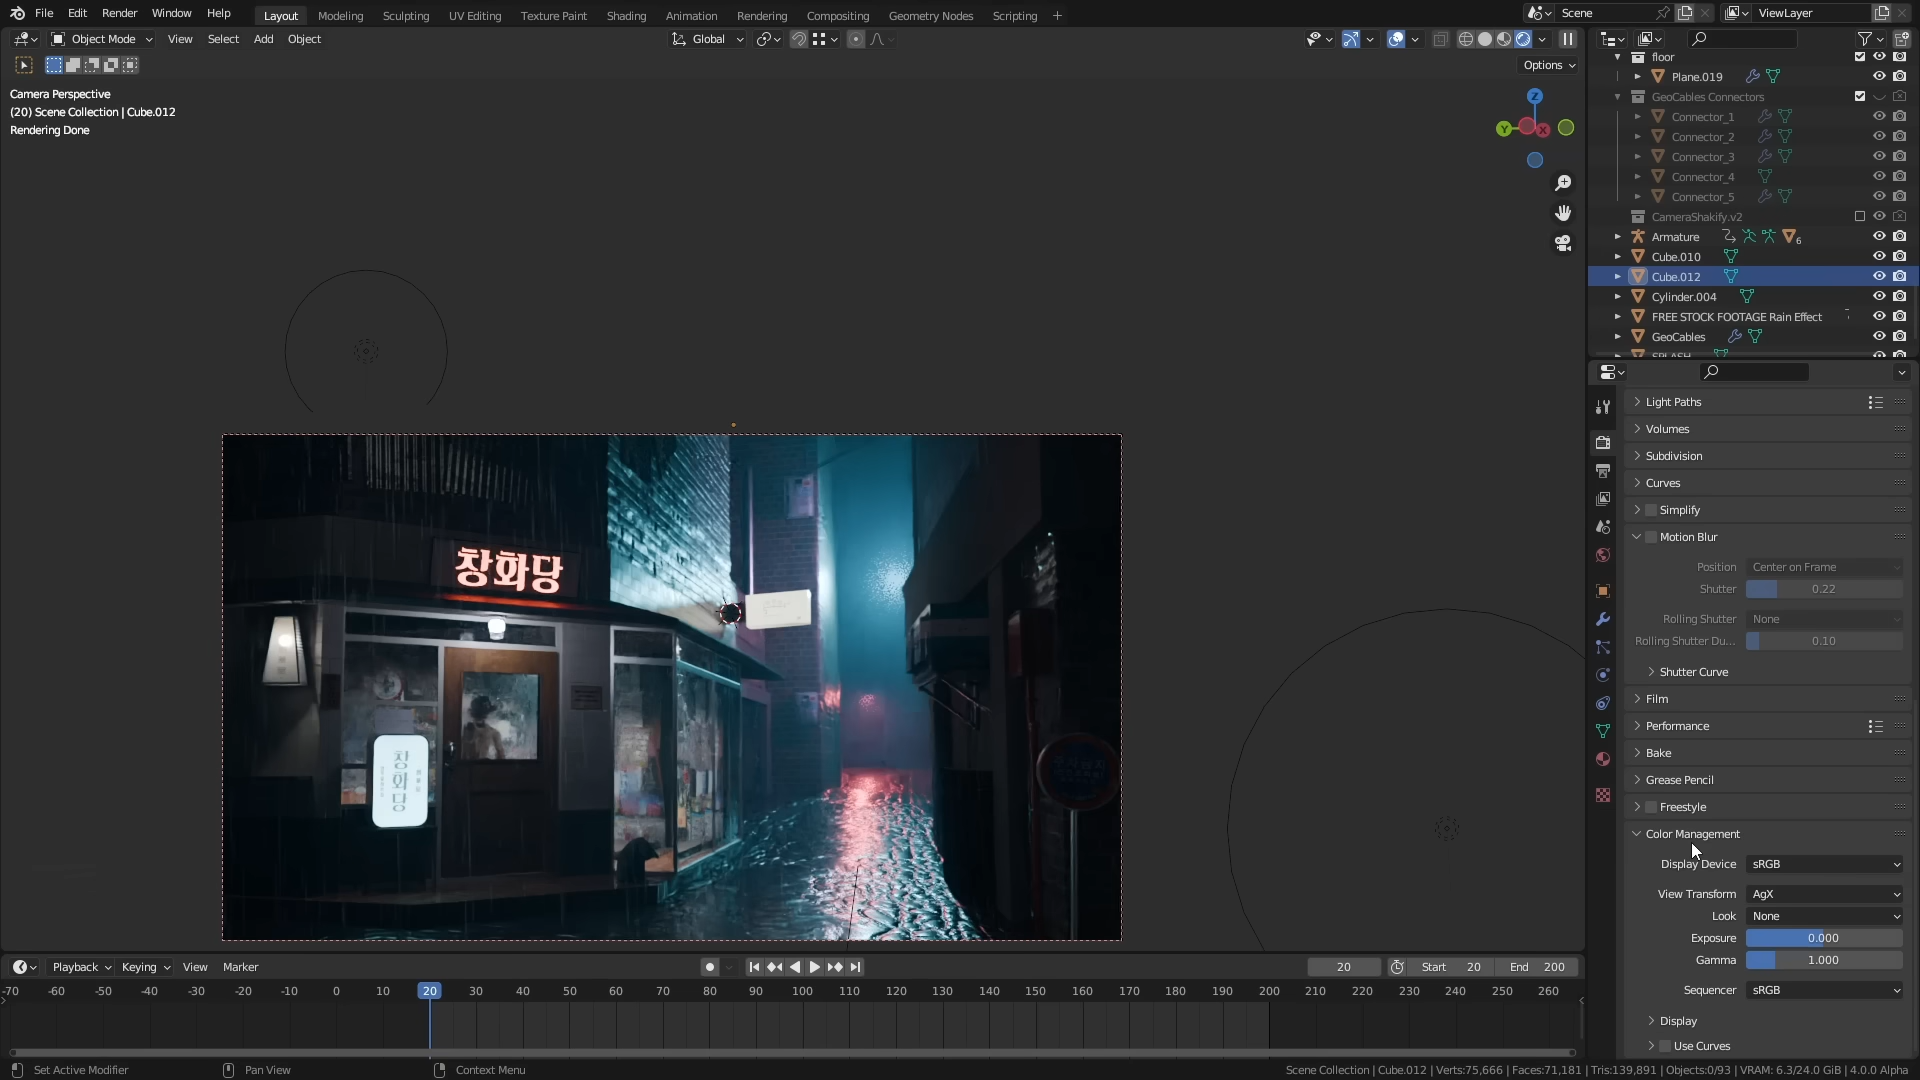 File Edit Render Window Help
Layout Modeling Sculpting UV Editing Texture Paint Shading Animation Rendering Compositing Geometry Nodes Scripting
Scene
ViewLayer
Object Mode View Select Add Object
Global
Options
Camera Perspective
(20) Scene Collection | Cube.012
Rendering Done
Z
Y
X
창화당
창화당
floor
Plane.019
GeoCables Connectors
Connector_1
Connector_2
Connector_3
Connector_4
Connector_5
CameraShakify.v2
Armature 6
Cube.010
Cube.012
Cylinder.004
FREE STOCK FOOTAGE Rain Effect
GeoCables
SPLASH
Light Paths
Volumes
Subdivision
Curves
Simplify
Motion Blur
Position Center on Frame
Shutter 0.22
Rolling Shutter None
Rolling Shutter Du... 0.10
Shutter Curve
Film
Performance
Bake
Grease Pencil
Freestyle
Color Management
Display Device sRGB
View Transform AgX
Look None
Exposure 0.000
Gamma 1.000
Sequencer sRGB
Display
Use Curves
Playback Keying View Marker
20 Start 20 End 200
-70 -60 -50 -40 -30 -20 -10 0 10 20 30 40 50 60 70 80 90 100 110 120 130 140 150 160 170 180 190 200 210 220 230 240 250 260
Set Active Modifier Pan View Context Menu
Scene Collection | Cube.012 | Verts:75,666 | Faces:71,181 | Tris:139,891 | Objects:0/93 | VRAM: 6.3/24.0 GiB | 4.0.0 Alpha